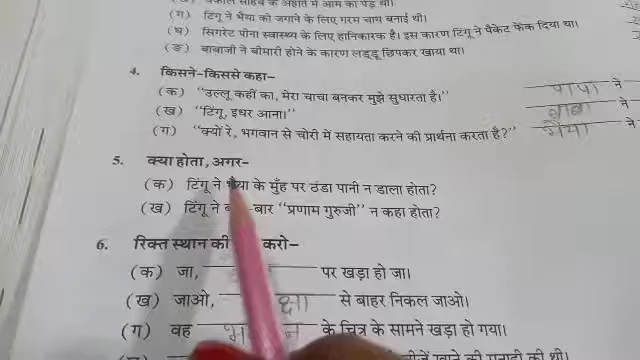 (ग) टिंगू ने भैया को जगाने के लिए गरम चाय बनाई थी।
(घ) सिगरेट पीना स्वास्थ्य के लिए हानिकारक है। इस कारण टिंगू ने पैकेट फेंक दिया था।
(ङ) बाबाजी ने बीमारी होने के कारण लड्डू छिपकर खाया था।
4. किसने-किससे कहा–
(क) "उल्लू कहीं का, मेरा चाचा बनकर मुझे सुधारता है।" पापा ने
(ख) "टिंगू, इधर आना।" बाबा ने
(ग) "क्यों रे, भगवान से चोरी में सहायता करने की प्रार्थना करता है?" भैया ने
5. क्या होता, अगर–
(क) टिंगू ने भैया के मुँह पर ठंडा पानी न डाला होता?
(ख) टिंगू ने -बार "प्रणाम गुरुजी" न कहा होता?
6. रिक्त स्थान की करो–
(क) जा, पर खड़ा हो जा।
(ख) जाओ, से बाहर निकल जाओ।
(ग) वह के चित्र के सामने खड़ा हो गया।